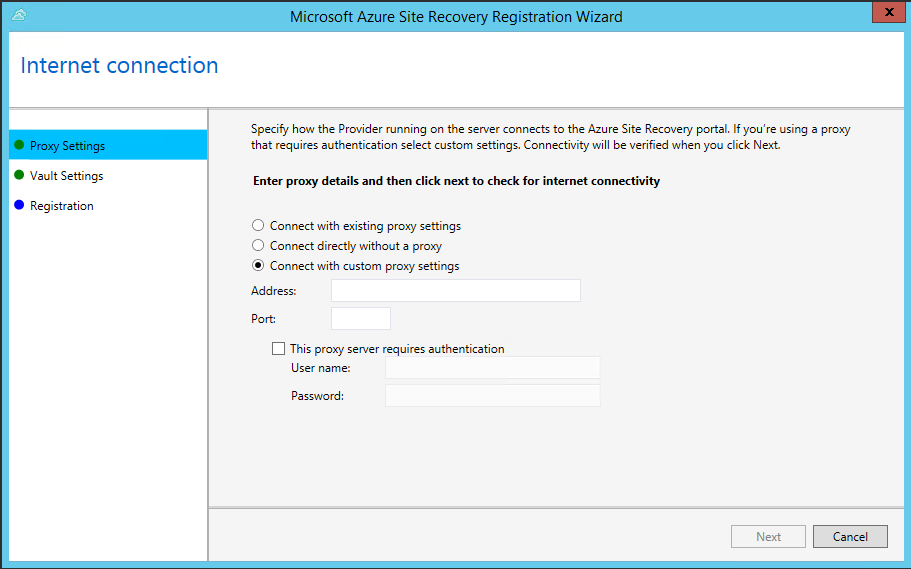 Microsoft Azure Site Recovery Registration Wizard
x
Internet connection
Proxy Settings
Vault Settings
Registration
Specify how the Provider running on the server connects to the Azure Site Recovery portal. If you're using a proxy
that requires authentication select custom settings. Connectivity will be verified when you click Next.
Enter proxy details and then click next to check for internet connectivity
Connect with existing proxy settings
Connect directly without a proxy
Connect with custom proxy settings
Address:
Port:
This proxy server requires authentication
User name:
Password:
Next
Cancel